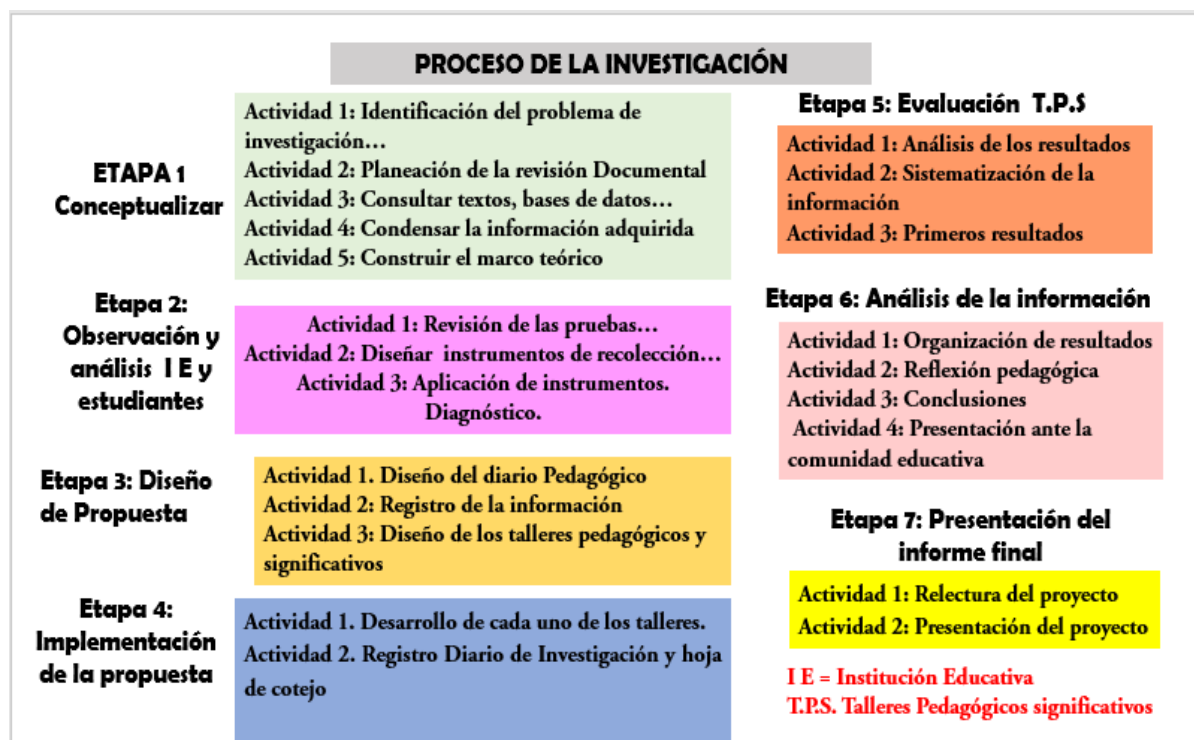 PROCESO DE LA INVESTIGACIÓN
ETAPA 1
Conceptualizar
Actividad 1: Identificación del problema de
investigación...
Actividad 2: Planeación de la revisión Documental
Actividad 3: Consultar textos, bases de datos...
Actividad 4: Condensar la información adquirida
Actividad 5: Construir el marco teórico
Etapa 2:
Observación y
análisis I E y
estudiantes
Actividad 1: Revisión de las pruebas...
Actividad 2: Diseñar instrumentos de recolección...
Actividad 3: Aplicación de instrumentos.
Diagnóstico.
Etapa 3: Diseño
de Propuesta
Actividad 1. Diseño del diario Pedagógico
Actividad 2: Registro de la información
Actividad 3: Diseño de los talleres pedagógicos y
significativos
Etapa 4:
Implementación
de la propuesta
Actividad 1. Desarrollo de cada uno de los talleres.
Actividad 2. Registro Diario de Investigación y hoja
de cotejo
Etapa 5: Evaluación T.P.S
Actividad 1: Análisis de los resultados
Actividad 2: Sistematización de la
información
Actividad 3: Primeros resultados
Etapa 6: Análisis de la información
Actividad 1: Organización de resultados
Actividad 2: Reflexión pedagógica
Actividad 3: Conclusiones
Actividad 4: Presentación ante la
comunidad educativa
Etapa 7: Presentación del
informe final
Actividad 1: Relectura del proyecto
Actividad 2: Presentación del proyecto
I E = Institución Educativa
T.P.S. Talleres Pedagógicos significativos